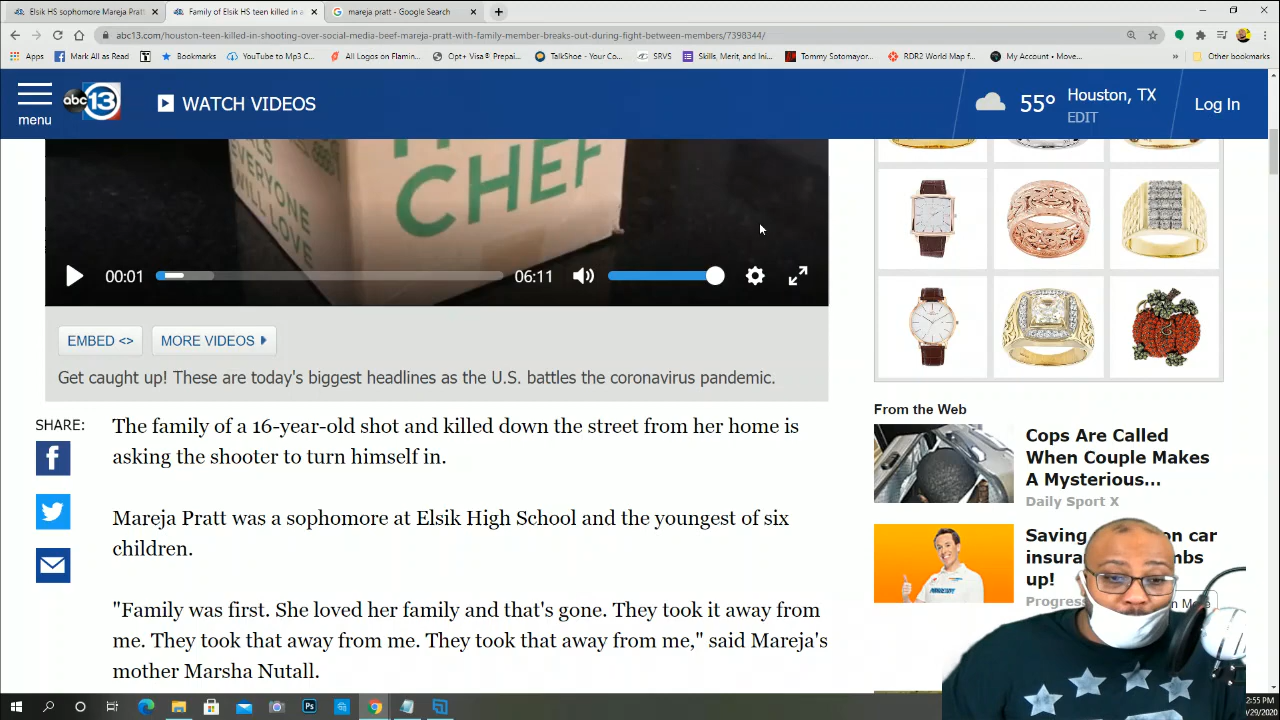 Elsik HS sophomore Mareja Pratt
Family of Elsik HS teen killed in a
mareja pratt - Google Search
abc13.com/houston-teen-killed-in-shooting-over-social-media-beef-mareja-pratt-with-family-member-breaks-out-during-fight-between-members/7398344/
Apps
Mark All as Read
Bookmarks
YouTube to Mp3 C...
All Logos on Flamin...
Opt+ Visa® Prepai...
TalkShoe - Your Co...
SRVS
Skills, Merit, and Ini...
Tommy Sotomayor...
RDR2 World Map f...
My Account • Move...
Other bookmarks
menu
abc 13
WATCH VIDEOS
55°
Houston, TX
EDIT
Log In
EVERYONE
WILL LOVE
CHEF
00:01
06:11
EMBED <>
MORE VIDEOS
Get caught up! These are today's biggest headlines as the U.S. battles the coronavirus pandemic.
SHARE:
The family of a 16-year-old shot and killed down the street from her home is
asking the shooter to turn himself in.
Mareja Pratt was a sophomore at Elsik High School and the youngest of six
children.
"Family was first. She loved her family and that's gone. They took it away from
me. They took that away from me. They took that away from me," said Mareja's
mother Marsha Nutall.
From the Web
Cops Are Called
When Couple Makes
A Mysterious...
Daily Sport X
Saving on car
up!
2:55 PM
/29/2020